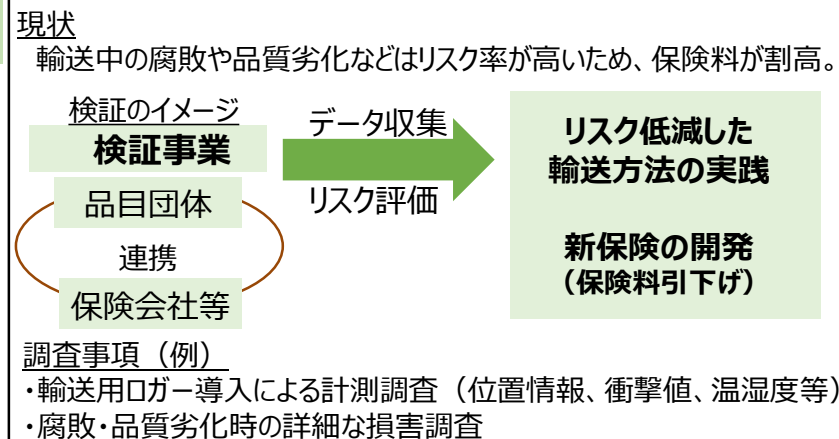 現状
輸送中の腐敗や品質劣化などはリスク率が高いため、保険料が割高。
検証のイメージ
検証事業
品目団体
連携
保険会社等
データ収集
リスク評価
リスク低減した
輸送方法の実践
新保険の開発
（保険料引下げ）
調査事項（例）
・輸送用ロガー導入による計測調査（位置情報、衝撃値、温湿度等）
・腐敗・品質劣化時の詳細な損害調査